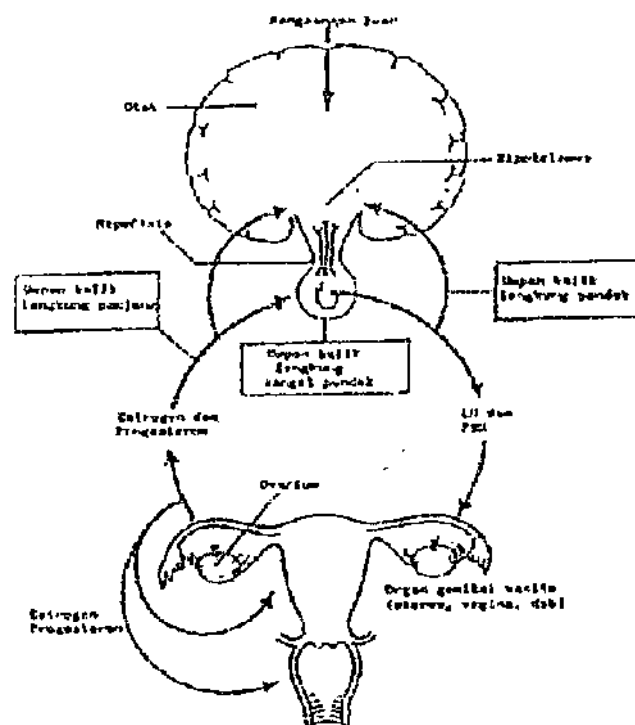 Rangsangan luar
Otak
Hipotalamus
Hipofisis
Umpan balik
lengkung panjang
Umpan balik
lengkung pendek
Umpan balik
lengkung
sangat pendek
Estrogen dan
Progesteron
LH dan
FSH
Ovarium
Organ genital wanita
(uterus, vagina, dsb)
Estrogen
Progesteron